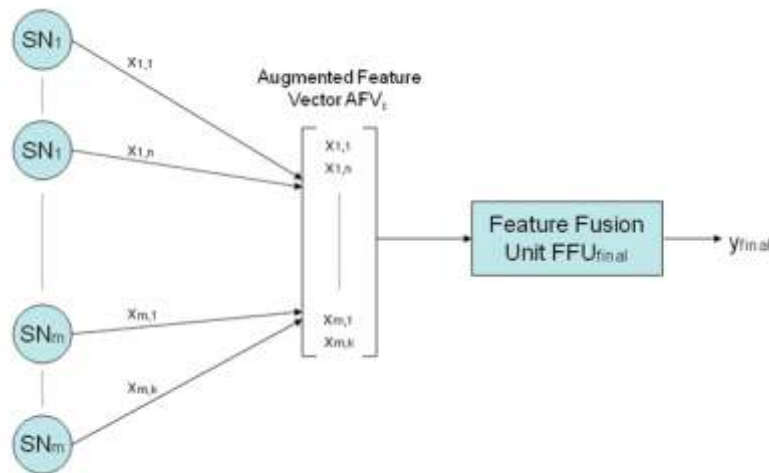 SN1
x1,1
Augmented Feature
Vector AFVt
SN1
x1,n
x1,1
x1,n
Feature Fusion
Unit FFUfinal
yfinal
SNm
xm,1
xm,1
xm,k
xm,k
SNm